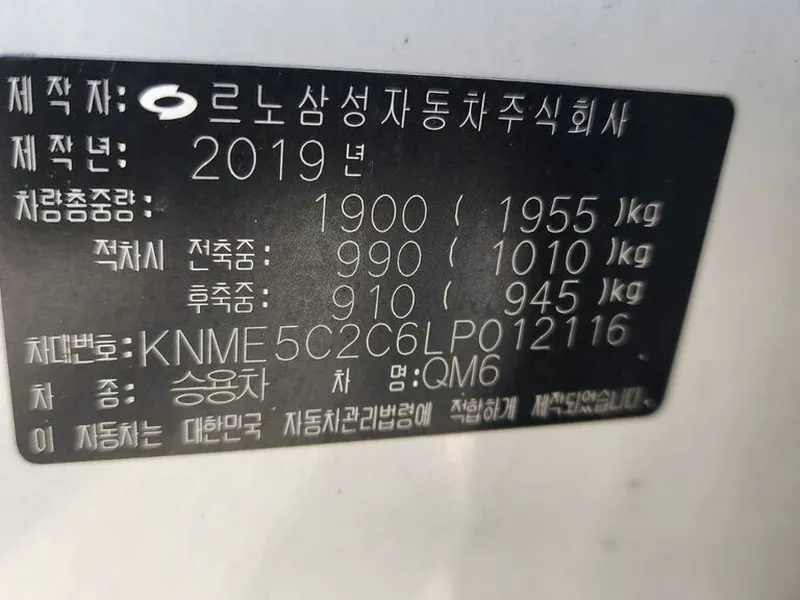 제 작 자: 르노삼성자동차주식회사
제 작 년: 2019 년
차량총중량: 1900 ( 1955 )kg
적차시 전축중: 990 ( 1010 )kg
후축중: 910 ( 945 )kg
차대번호:KNME5C2C6LP012116
차 종: 승용차 차 명:QM6
이 자동차는 대한민국 자동차관리법령에 적합하게 제작되었습니다.